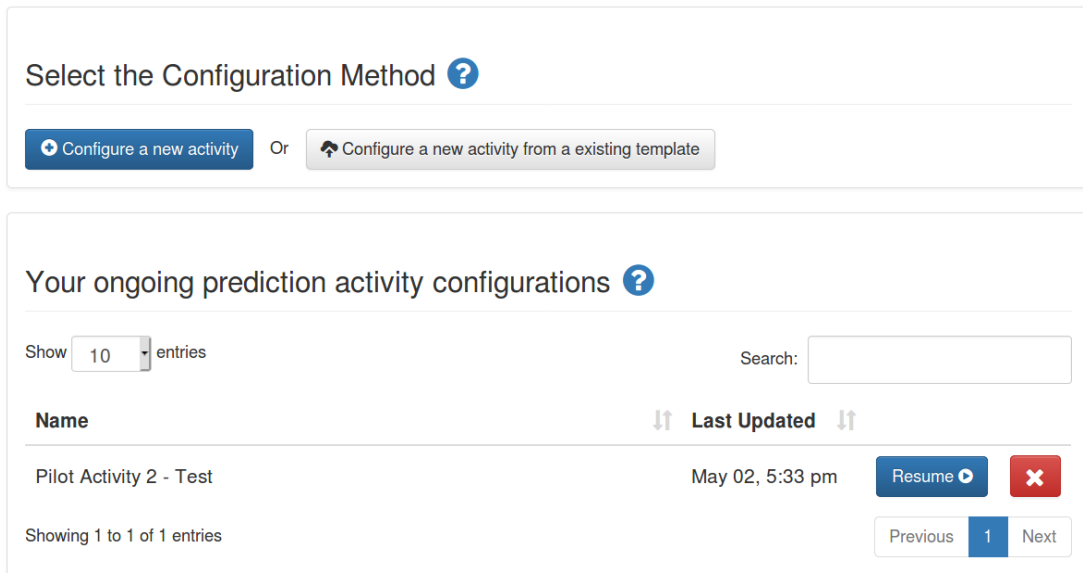 Select the Configuration Method ?
Configure a new activity Or Configure a new activity from a existing template
Your ongoing prediction activity configurations ?
Show 10 entries Search:
Name Last Updated
Pilot Activity 2 - Test May 02, 5:33 pm Resume
Showing 1 to 1 of 1 entries Previous 1 Next